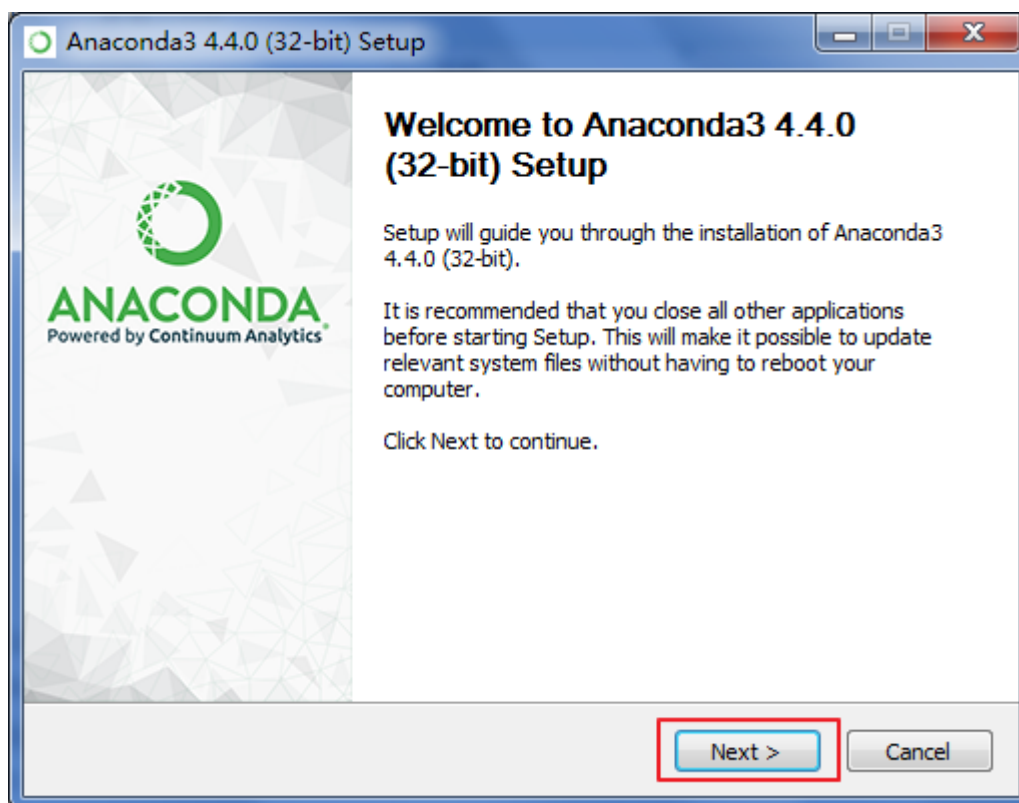 Anaconda3 4.4.0 (32-bit) Setup
Welcome to Anaconda3 4.4.0
(32-bit) Setup
Setup will guide you through the installation of Anaconda3
4.4.0 (32-bit).
It is recommended that you close all other applications
before starting Setup. This will make it possible to update
relevant system files without having to reboot your
computer.
Click Next to continue.
ANACONDA
Powered by Continuum Analytics®
Next >
Cancel